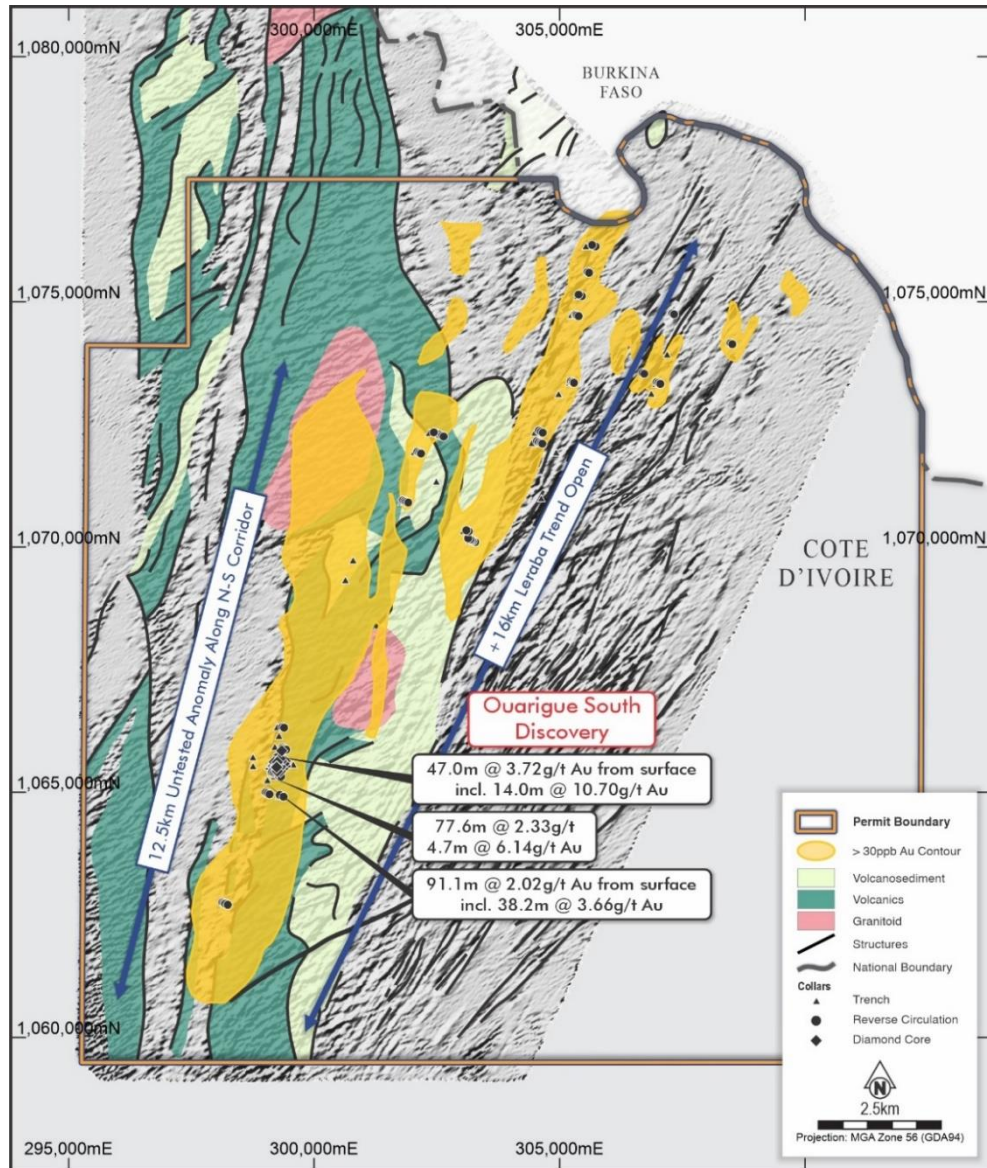 300,000mE
305,000mE
1,080,000mN
BURKINA
FASO
1,075,000mN
1,075,000mN
1,070,000mN
1,070,000mN
COTE
D'IVOIRE
12.5km Untested Anomaly Along N-S Corridor
+16km Leraba Trend Open
Ouarigue South
Discovery
47.0m @ 3.72g/t Au from surface
incl. 14.0m @ 10.70g/t Au
77.6m @ 2.33g/t
4.7m @ 6.14g/t Au
91.1m @ 2.02g/t Au from surface
incl. 38.2m @ 3.66g/t Au
1,065,000mN
1,060,000mN
Permit Boundary
> 30ppb Au Contour
Volcanosediment
Volcanics
Granitoid
Structures
National Boundary
Collars
Trench
Reverse Circulation
Diamond Core
N
2.5km
Projection: MGA Zone 56 (GDA94)
295,000mE
300,000mE
305,000mE